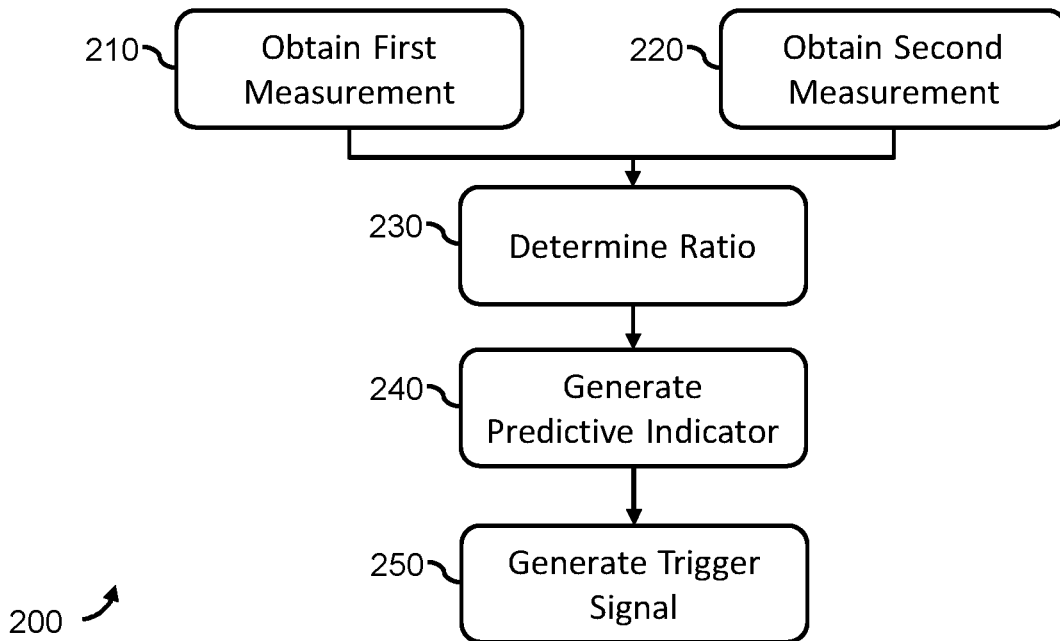 210
Obtain First
Measurement
220
Obtain Second
Measurement
230
Determine Ratio
240
Generate
Predictive Indicator
250
Generate Trigger
Signal
200